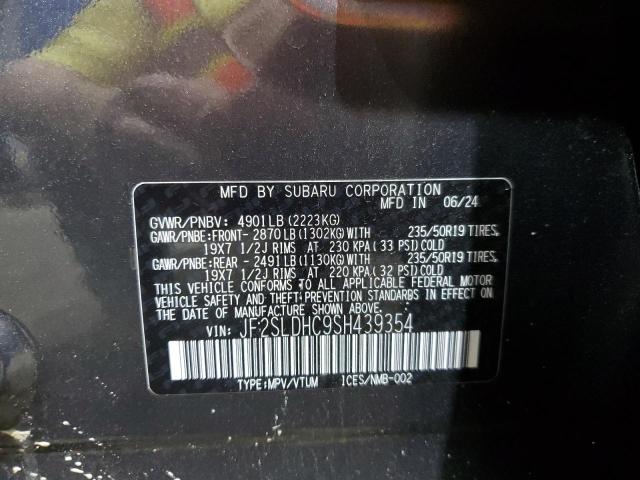 MFD BY SUBARU CORPORATION
MFD IN 06/24
GVWR/PNBV: 4901LB (2223KG)
GAWR/PNBE: FRONT- 2870LB (1302KG) WITH 235/50R19 TIRES,
19X7 1/2J RIMS AT 230 KPA (33 PSI) COLD
GAWR/PNBE: REAR - 2491LB (1130KG) WITH 235/50R19 TIRES,
19X7 1/2J RIMS AT 220 KPA (32 PSI) COLD
THIS VEHICLE CONFORMS TO ALL APPLICABLE FEDERAL MOTOR
VEHICLE SAFETY, BUMPER, AND THEFT PREVENTION STANDARDS
IN EFFECT ON THE DATE OF MANUFACTURE SHOWN ABOVE.
VIN: JF2SLDHC9SH439354
TYPE:MPV/VTUM ICES/NMB-002